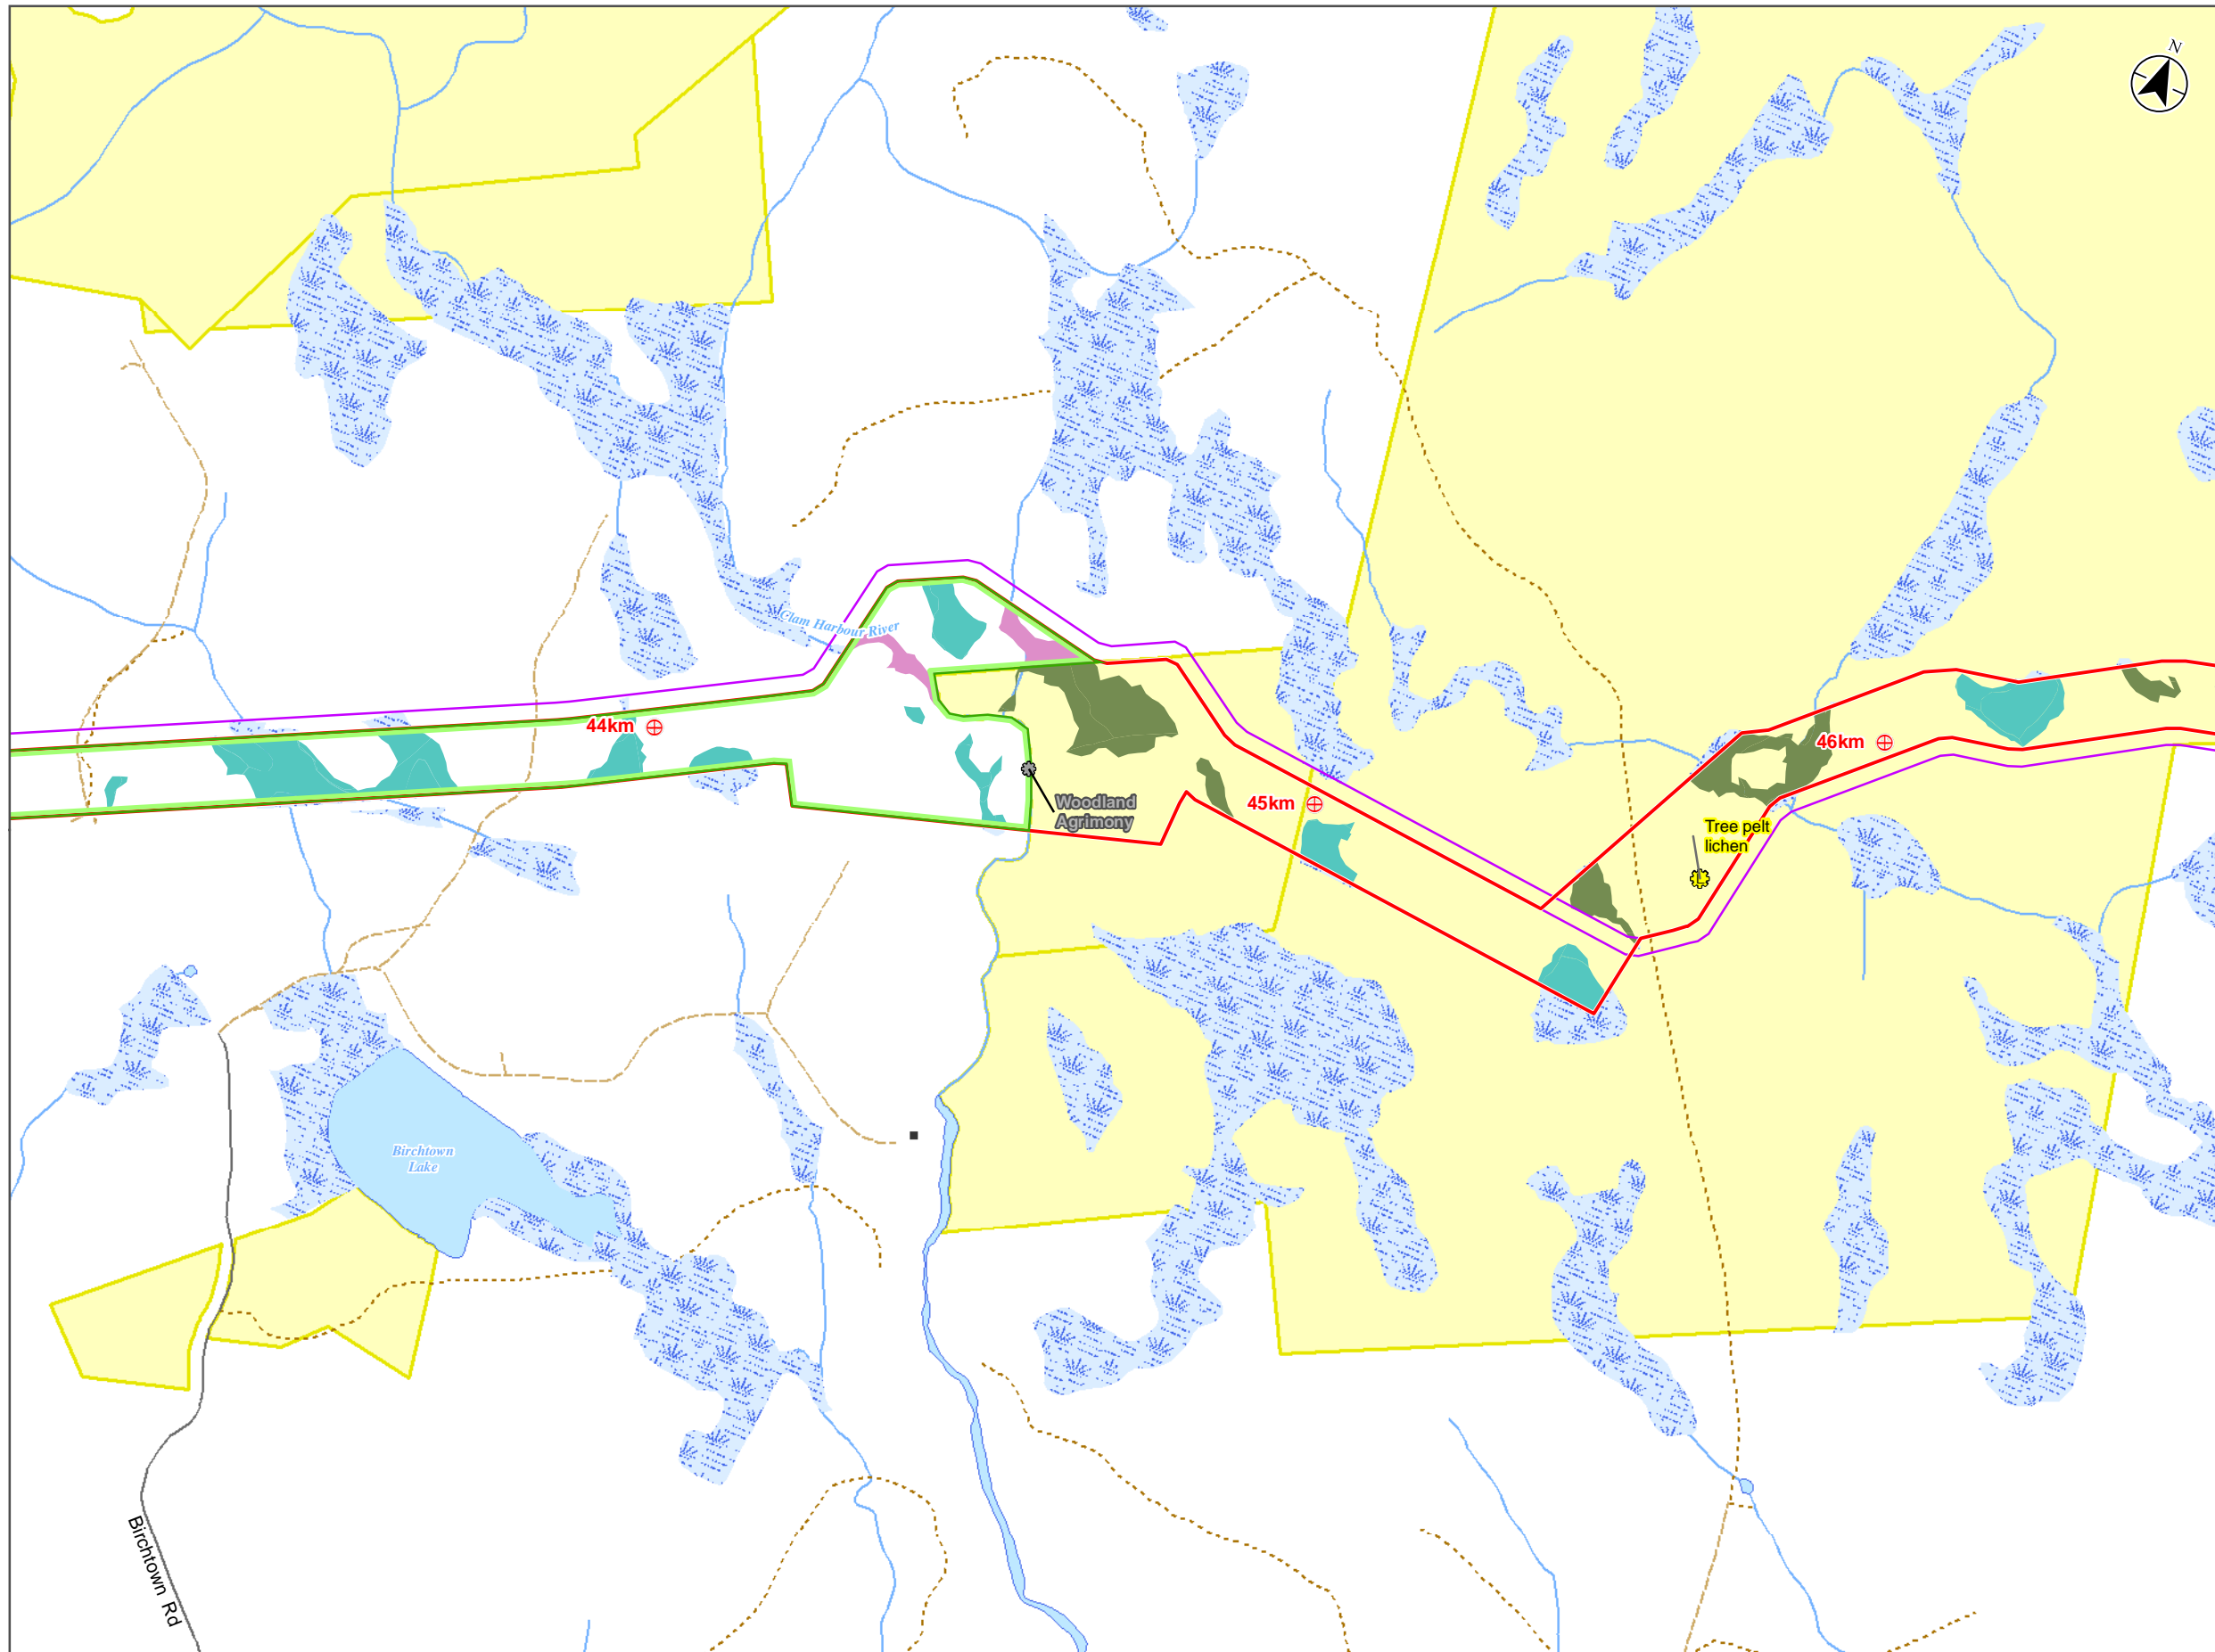 N
Clam Harbour River
44km
Woodland
Agrimony
45km
46km
Tree pelt
lichen
L
Birchtown
Lake
Birchtown Rd